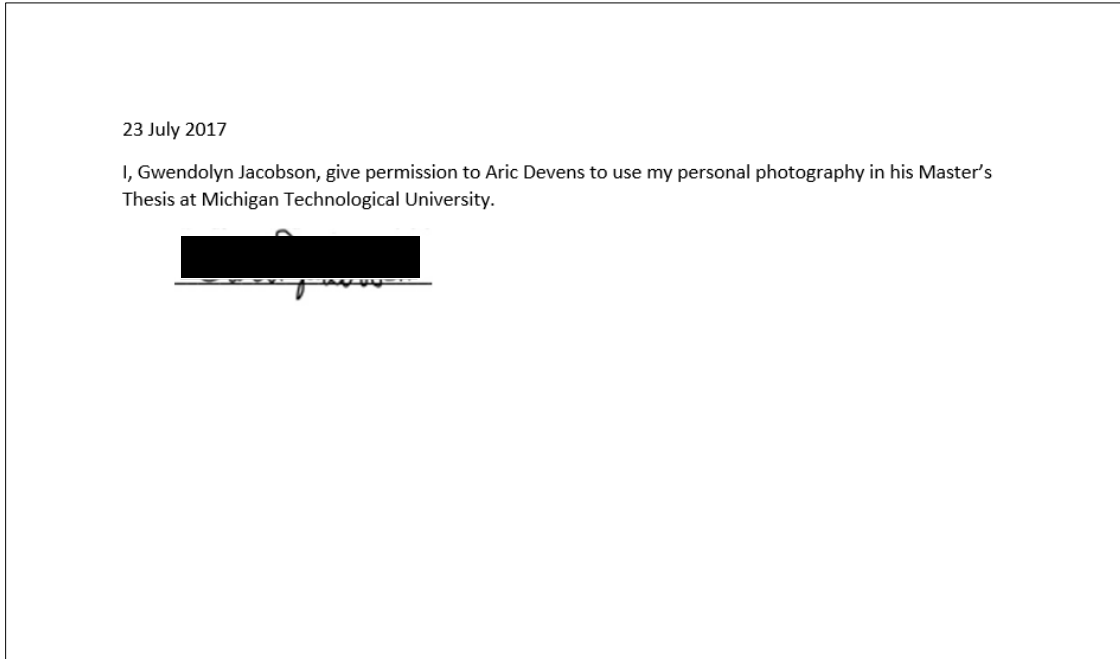 23 July 2017
I, Gwendolyn Jacobson, give permission to Aric Devens to use my personal photography in his Master’s
Thesis at Michigan Technological University.